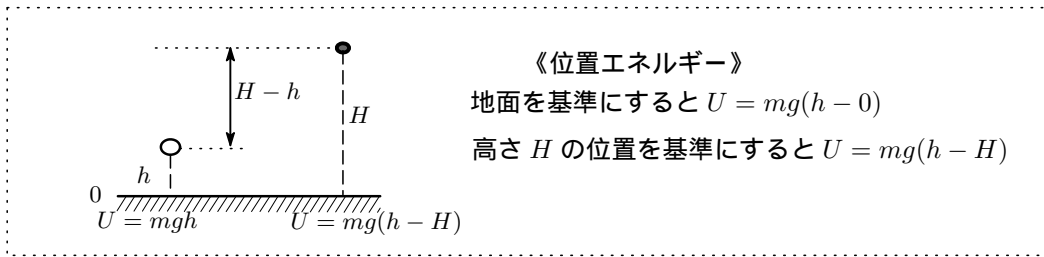 《位置エネルギー》
地面を基準にすると U = mg(h − 0)
高さ H の位置を基準にすると U = mg(h − H)
H − h
H
h
0
U = mgh
U = mg(h − H)